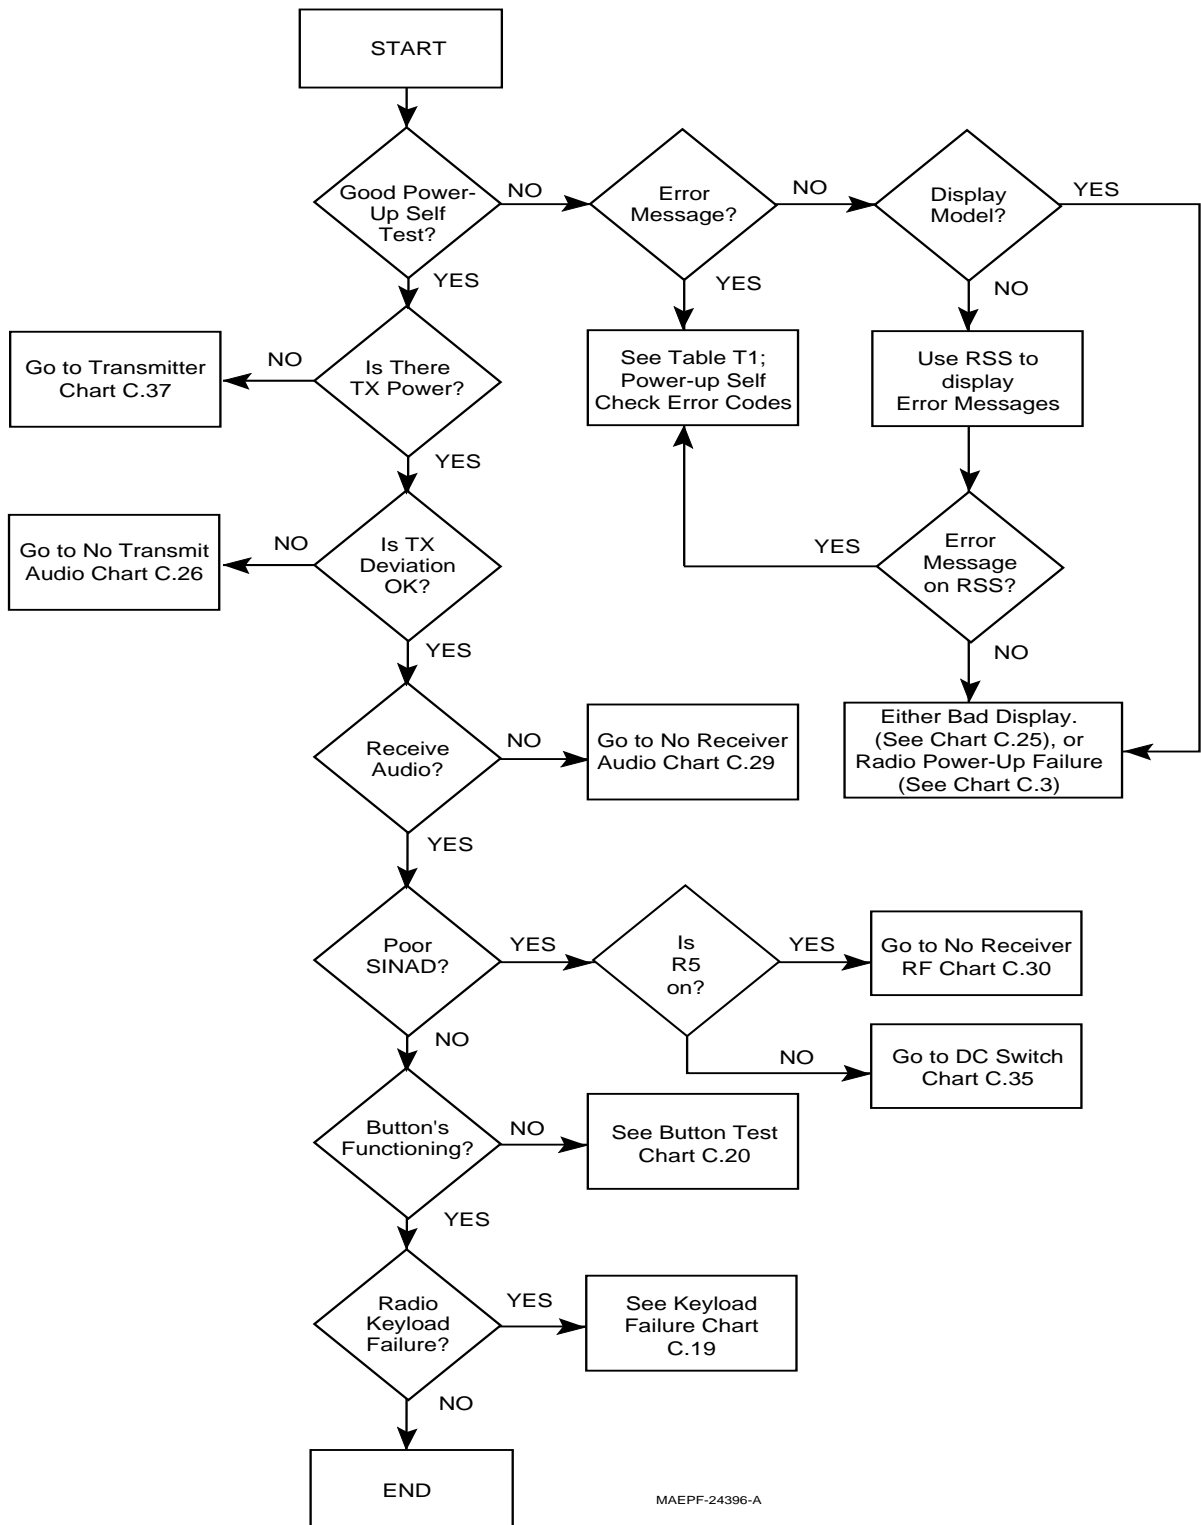 START
Good Power-
Up Self
Test?
NO
Error
Message?
NO
Display
Model?
YES
YES
YES
NO
Go to Transmitter
Chart C.37
NO
Is There
TX Power?
See Table T1;
Power-up Self
Check Error Codes
Use RSS to
display
Error Messages
YES
Go to No Transmit
Audio Chart C.26
NO
Is TX
Deviation
OK?
YES
Error
Message
on RSS?
YES
NO
Receive
Audio?
NO
Go to No Receiver
Audio Chart C.29
Either Bad Display.
(See Chart C.25), or
Radio Power-Up Failure
(See Chart C.3)
YES
Poor
SINAD?
YES
Is
R5
on?
YES
Go to No Receiver
RF Chart C.30
NO
NO
Go to DC Switch
Chart C.35
Button's
Functioning?
NO
See Button Test
Chart C.20
YES
Radio
Keyload
Failure?
YES
See Keyload
Failure Chart
C.19
NO
END
MAEPF-24396-A